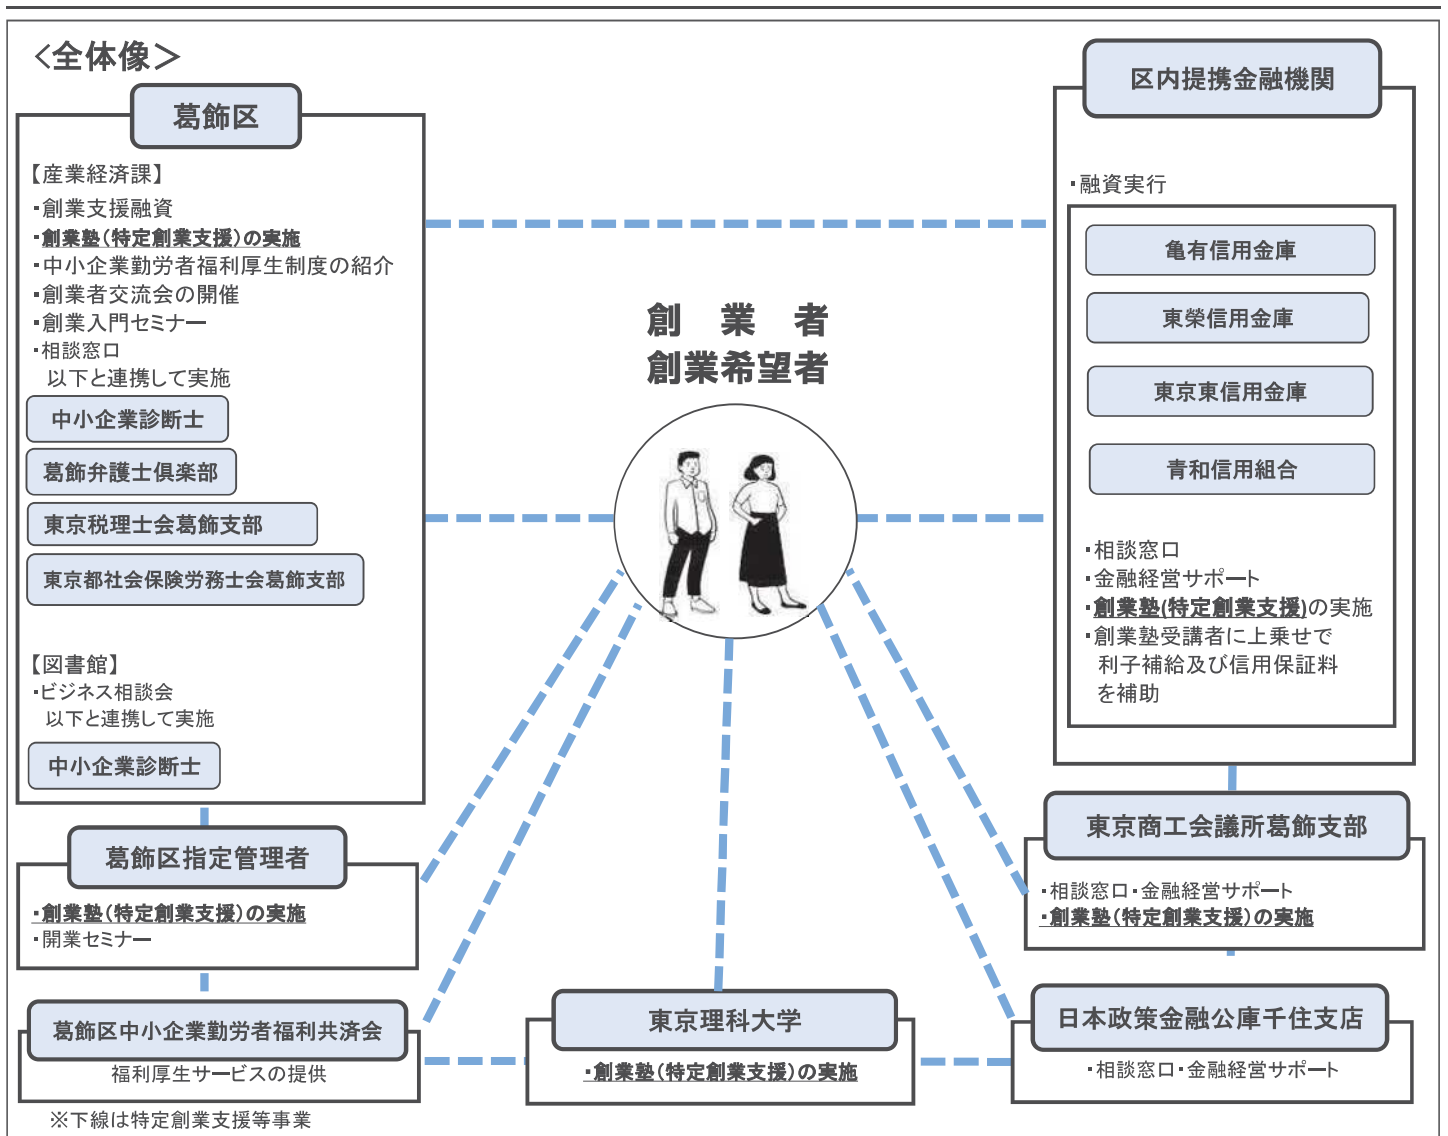 ＜全体像＞
葛飾区
【産業経済課】
・創業支援融資
・創業塾（特定創業支援）の実施
・中小企業勤労者福利厚生制度の紹介
・創業者交流会の開催
・創業入門セミナー
・相談窓口
以下と連携して実施
中小企業診断士
葛飾弁護士倶楽部
東京税理士会葛飾支部
東京都社会保険労務士会葛飾支部
【図書館】
・ビジネス相談会
以下と連携して実施
中小企業診断士
葛飾区指定管理者
・創業塾（特定創業支援）の実施
・開業セミナー
葛飾区中小企業勤労者福利共済会
福利厚生サービスの提供
※下線は特定創業支援等事業
創　業　者
創業希望者
東京理科大学
・創業塾（特定創業支援）の実施
区内提携金融機関
・融資実行
亀有信用金庫
東榮信用金庫
東京東信用金庫
青和信用組合
・相談窓口
・金融経営サポート
・創業塾(特定創業支援)の実施
・創業塾受講者に上乗せで
利子補給及び信用保証料
を補助
東京商工会議所葛飾支部
・相談窓口・金融経営サポート
・創業塾（特定創業支援）の実施
日本政策金融公庫千住支店
・相談窓口・金融経営サポート